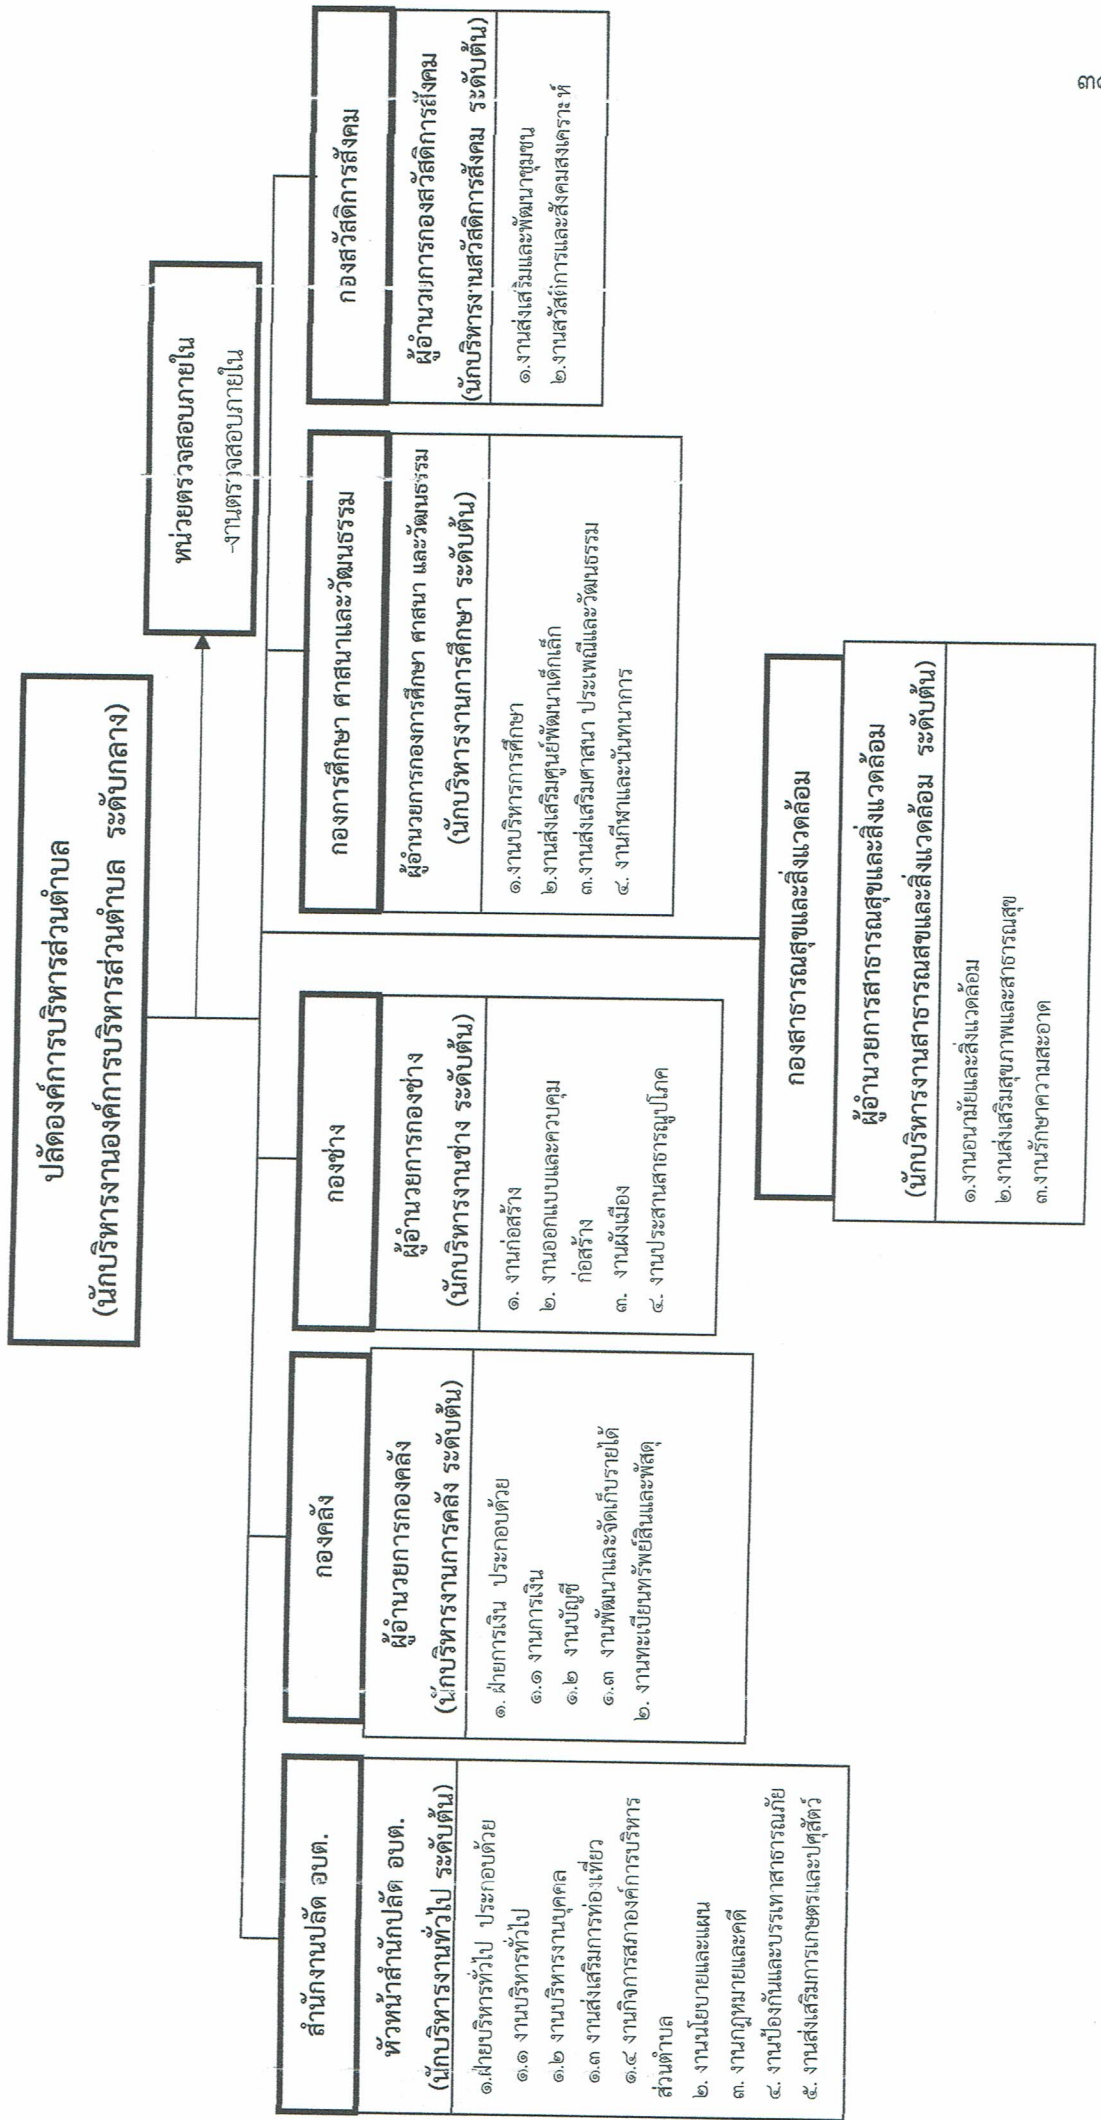 ปลัดองค์การบริหารส่วนตำบล
(นักบริหารงานองค์การบริหารส่วนตำบล ระดับกลาง)
หน่วยตรวจสอบภายใน
-งานตรวจสอบภายใน
สำนักงานปลัด อบต.
หัวหน้าสำนักปลัด อบต.
(นักบริหารงานทั่วไป ระดับต้น)
๑.ฝ่ายบริหารทั่วไป ประกอบด้วย
๑.๑ งานบริหารทั่วไป
๑.๒ งานบริหารงานบุคคล
๑.๓ งานส่งเสริมการท่องเที่ยว
๑.๔ งานกิจการสภาองค์การบริหาร
ส่วนตำบล
๒. งานนโยบายและแผน
๓. งานกฎหมายและคดี
๔. งานป้องกันและบรรเทาสาธารณภัย
๕. งานส่งเสริมการเกษตรและปศุสัตว์
กองคลัง
ผู้อำนวยการกองคลัง
(นักบริหารงานการคลัง ระดับต้น)
๑. ฝ่ายการเงิน ประกอบด้วย
๑.๑ งานการเงิน
๑.๒ งานบัญชี
๑.๓ งานพัฒนาและจัดเก็บรายได้
๒. งานทะเบียนทรัพย์สินและพัสดุ
กองช่าง
ผู้อำนวยการกองช่าง
(นักบริหารงานช่าง ระดับต้น)
๑. งานก่อสร้าง
๒. งานออกแบบและควบคุม
ก่อสร้าง
๓. งานผังเมือง
๔. งานประสานสาธารณูปโภค
กองการศึกษา ศาสนาและวัฒนธรรม
ผู้อำนวยการกองการศึกษา ศาสนา และวัฒนธรรม
(นักบริหารงานการศึกษา ระดับต้น)
๑.งานบริหารการศึกษา
๒.งานส่งเสริมศูนย์พัฒนาเด็กเล็ก
๓.งานส่งเสริมศาสนา ประเพณีและวัฒนธรรม
๔. งานกีฬาและนันทนาการ
กองสวัสดิการสังคม
ผู้อำนวยการกองสวัสดิการสังคม
(นักบริหารงานสวัสดิการสังคม ระดับต้น)
๑.งานส่งเสริมและพัฒนาชุมชน
๒.งานสวัสดิการและสังคมสงเคราะห์
กองสาธารณสุขและสิ่งแวดล้อม
ผู้อำนวยการสาธารณสุขและสิ่งแวดล้อม
(นักบริหารงานสาธารณสขและสิ่งแวดล้อม ระดับต้น)
๑.งานอนามัยและสิ่งแวดล้อม
๒.งานส่งเสริมสุขภาพและสาธารณสุข
๓.งานรักษาความสะอาด